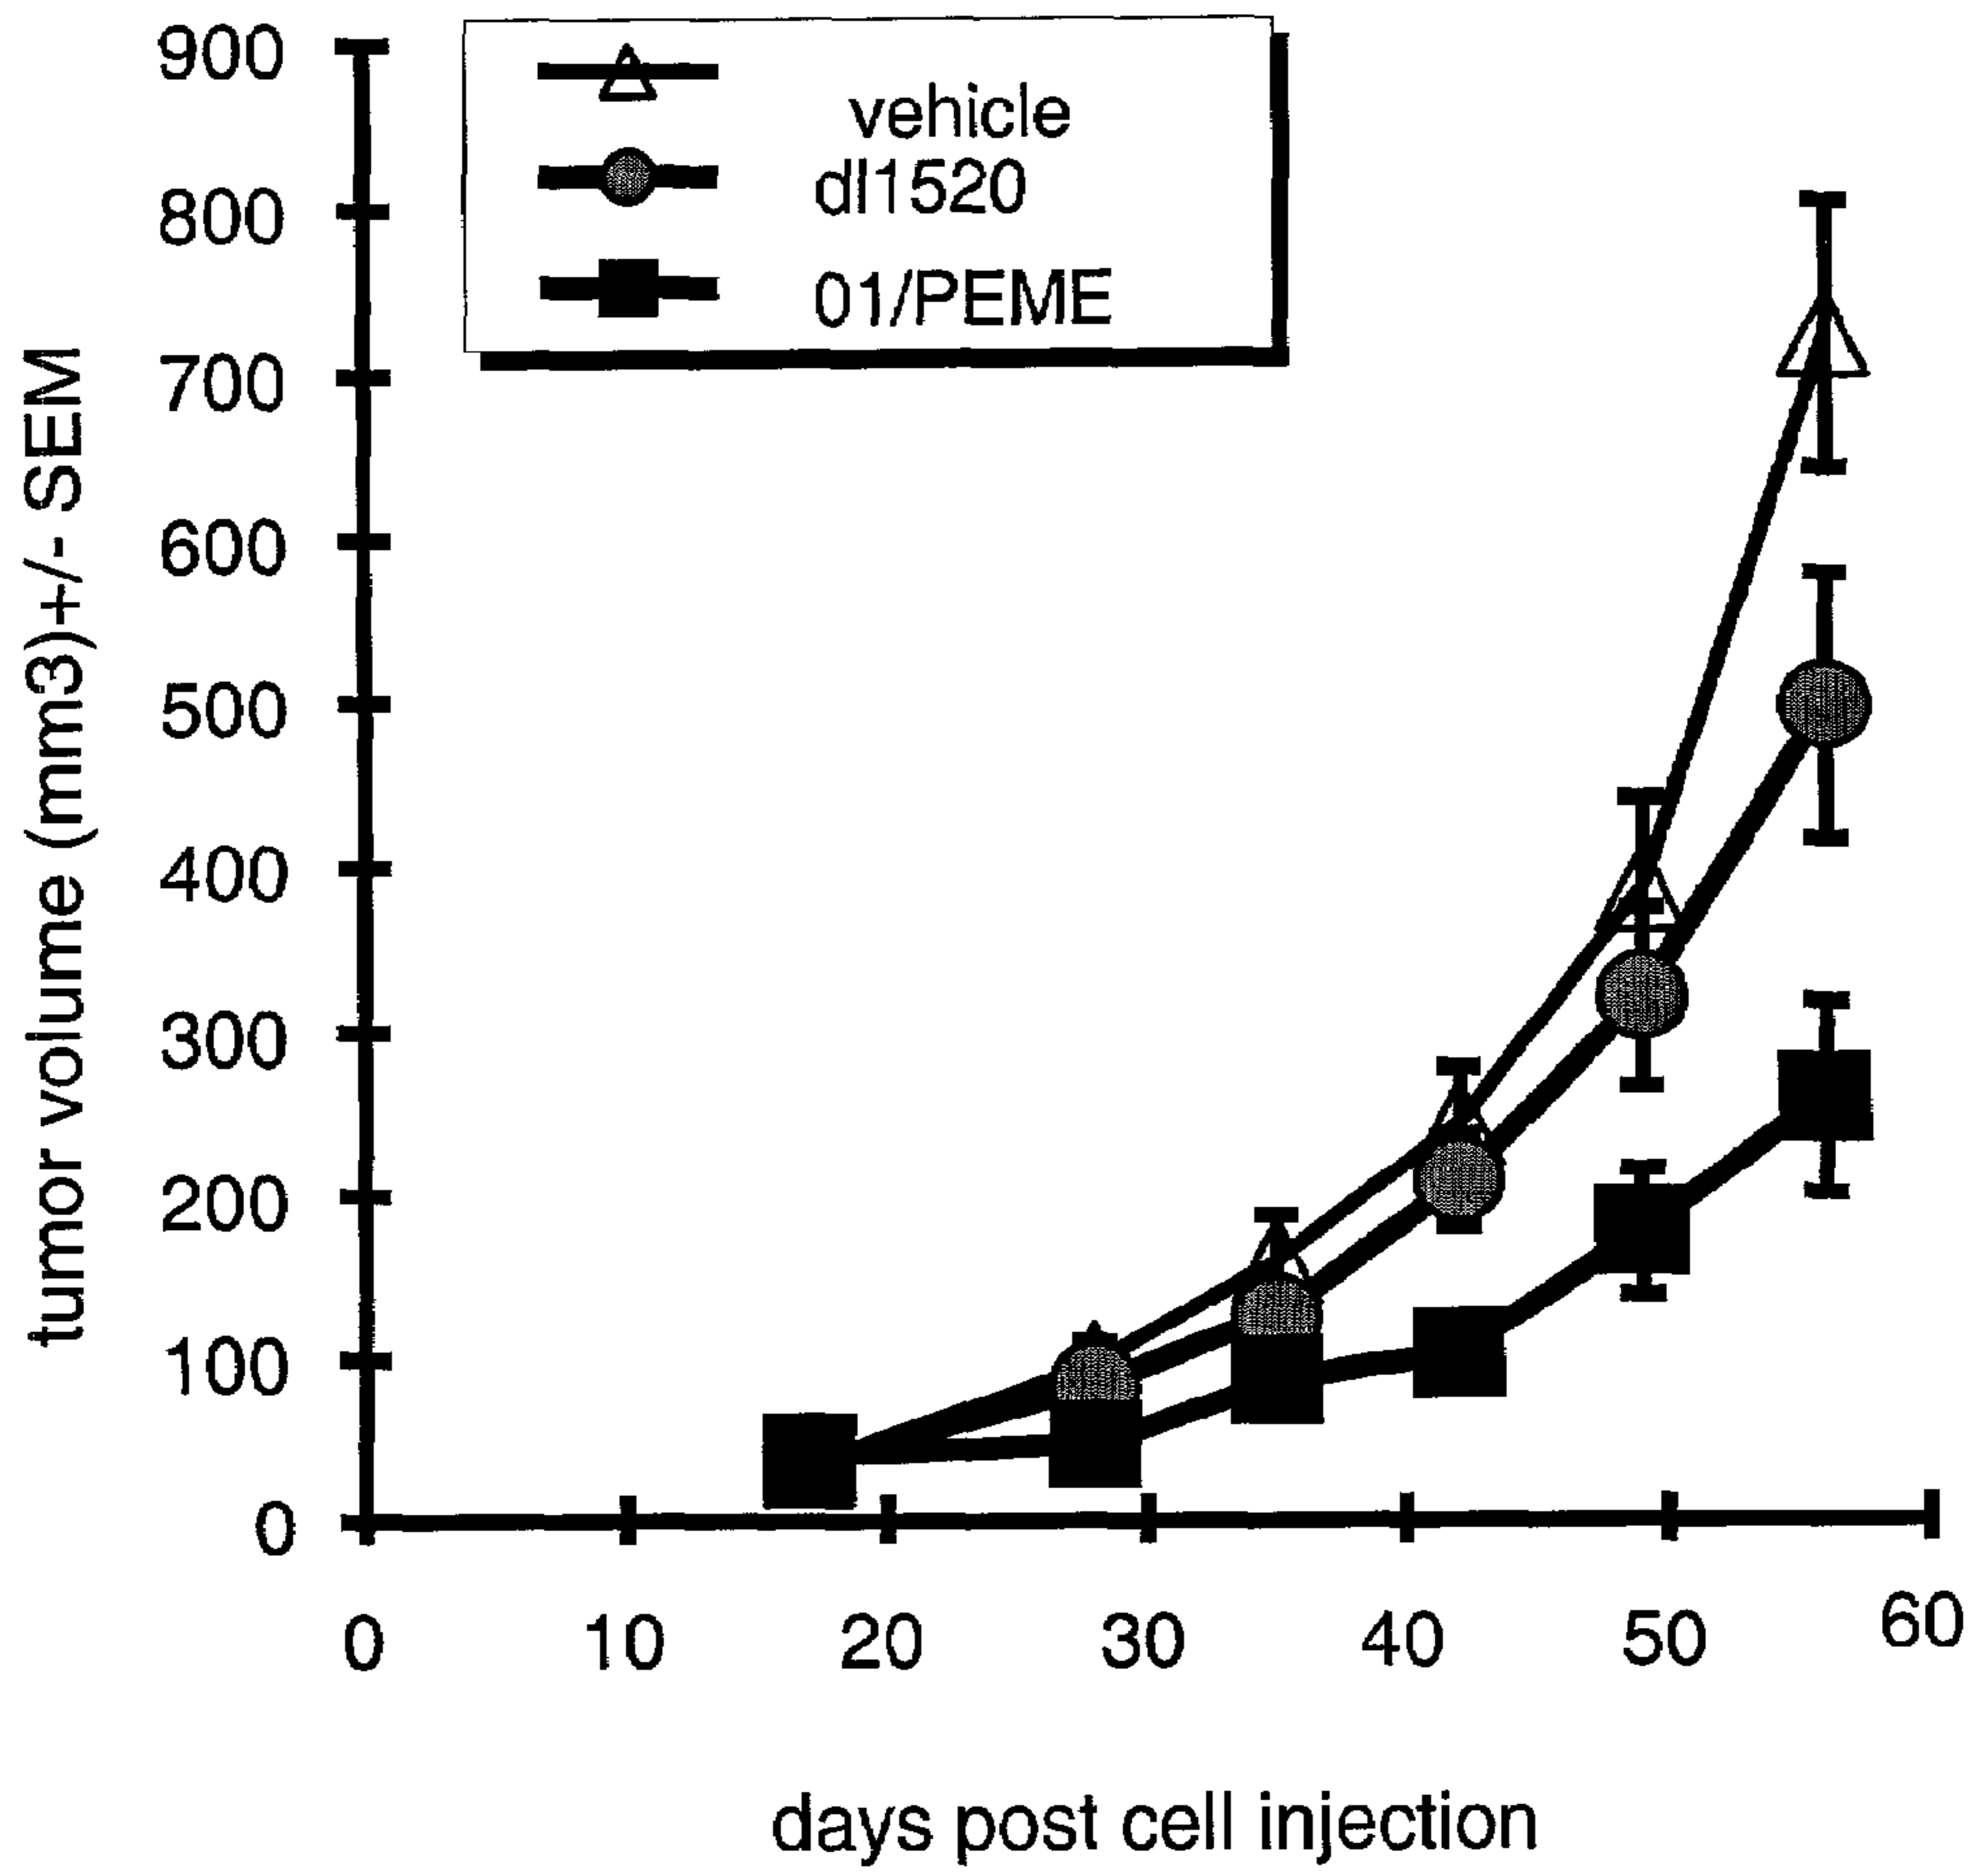 900
800
700
600
500
400
300
200
100
0
tumor volume (mm3)+/- SEM
vehicle
dl1520
01/PEME
0 10 20 30 40 50 60
days post cell injection